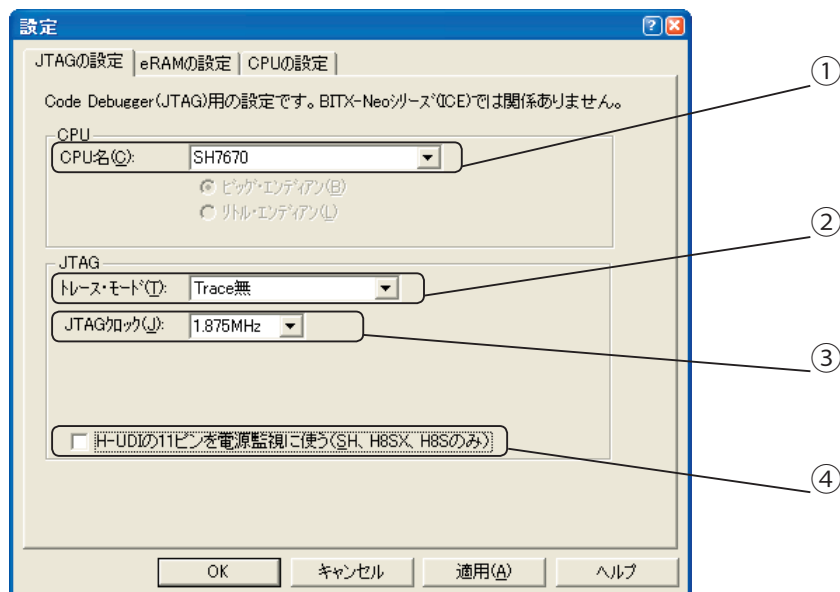 設定
JTAGの設定 eRAMの設定 CPUの設定
①
Code Debugger(JTAG)用の設定です。BITX-Neoシリーズ(ICE)では関係ありません。
CPU
CPU名(C): SH7670
ビッグ・エンディアン(B)
リトル・エンディアン(L)
②
JTAG
トレース・モード(T): Trace無
JTAGクロック(J): 1.875MHz
③
H-UDIの11ピンを電源監視に使う(SH、H8SX、H8Sのみ)
④
OK キャンセル 適用(A) ヘルプ